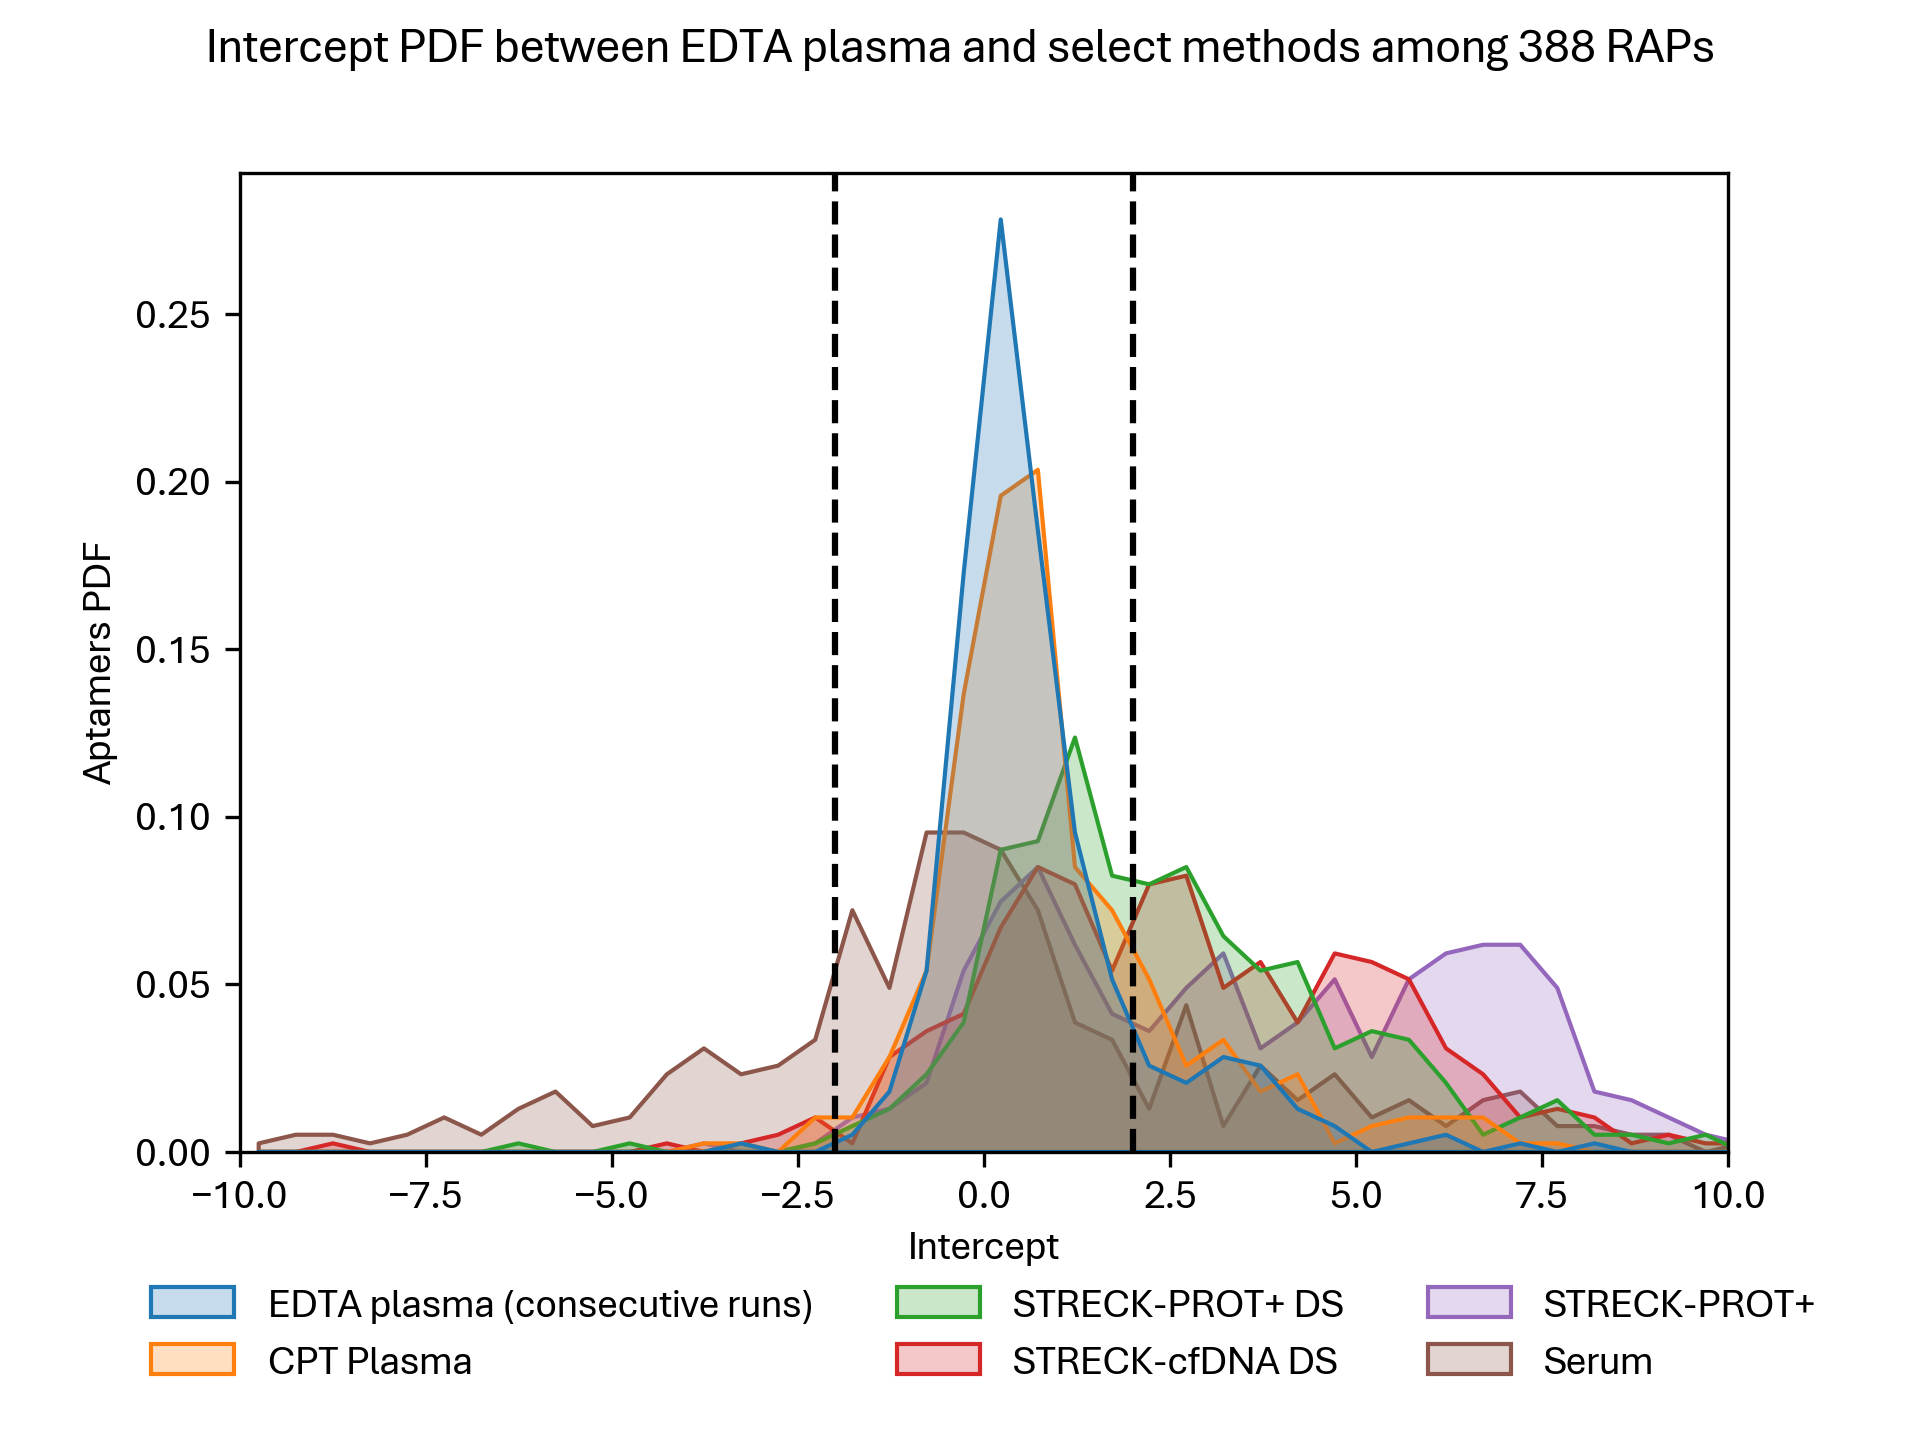 Intercept PDF between EDTA plasma and select methods among 388 RAPs
Aptamers PDF
0.25
0.20
0.15
0.10
0.05
0.00
−10.0 −7.5 −5.0 −2.5 0.0 2.5 5.0 7.5 10.0
Intercept
EDTA plasma (consecutive runs) STRECK-PROT+ DS STRECK-PROT+
CPT Plasma STRECK-cfDNA DS Serum